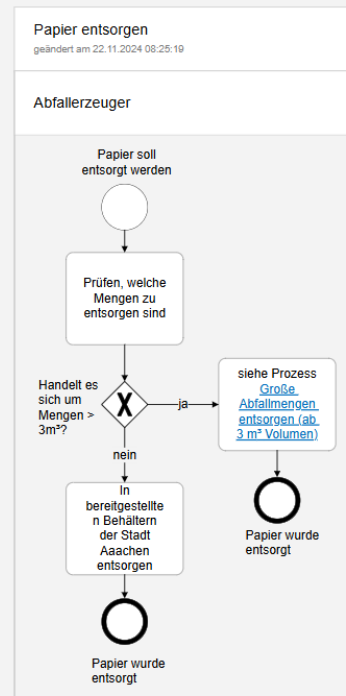 Papier entsorgen
geändert am 22.11.2024 08:25:19
Abfallerzeuger
Papier soll
entsorgt werden
Prüfen, welche
Mengen zu
entsorgen sind
Handelt es
sich um
Mengen >
3m³?
X
ja
siehe Prozess
Große
Abfallmengen
entsorgen (ab
3 m³ Volumen)
nein
In
bereitgestellte
n Behältern
der Stadt
Aaachen
entsorgen
Papier wurde
entsorgt
Papier wurde
entsorgt